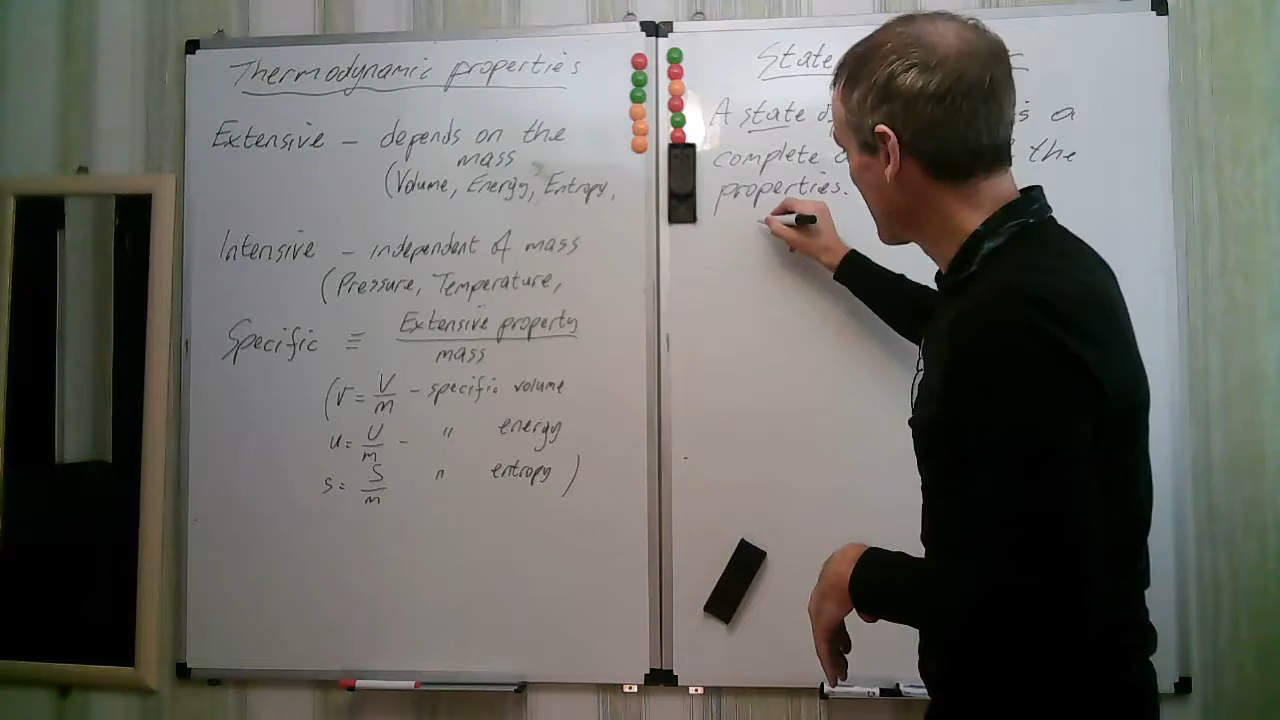 Thermodynamic properties
Extensive – depends on the
mass
(Volume, Energy, Entropy,
Intensive – independent of mass
(Pressure, Temperature,
Specific ≡ Extensive property
mass
(v = V/m – specific volume
u = U/m – " energy
s = S/m " entropy )
State
A state is a
complete the
properties.